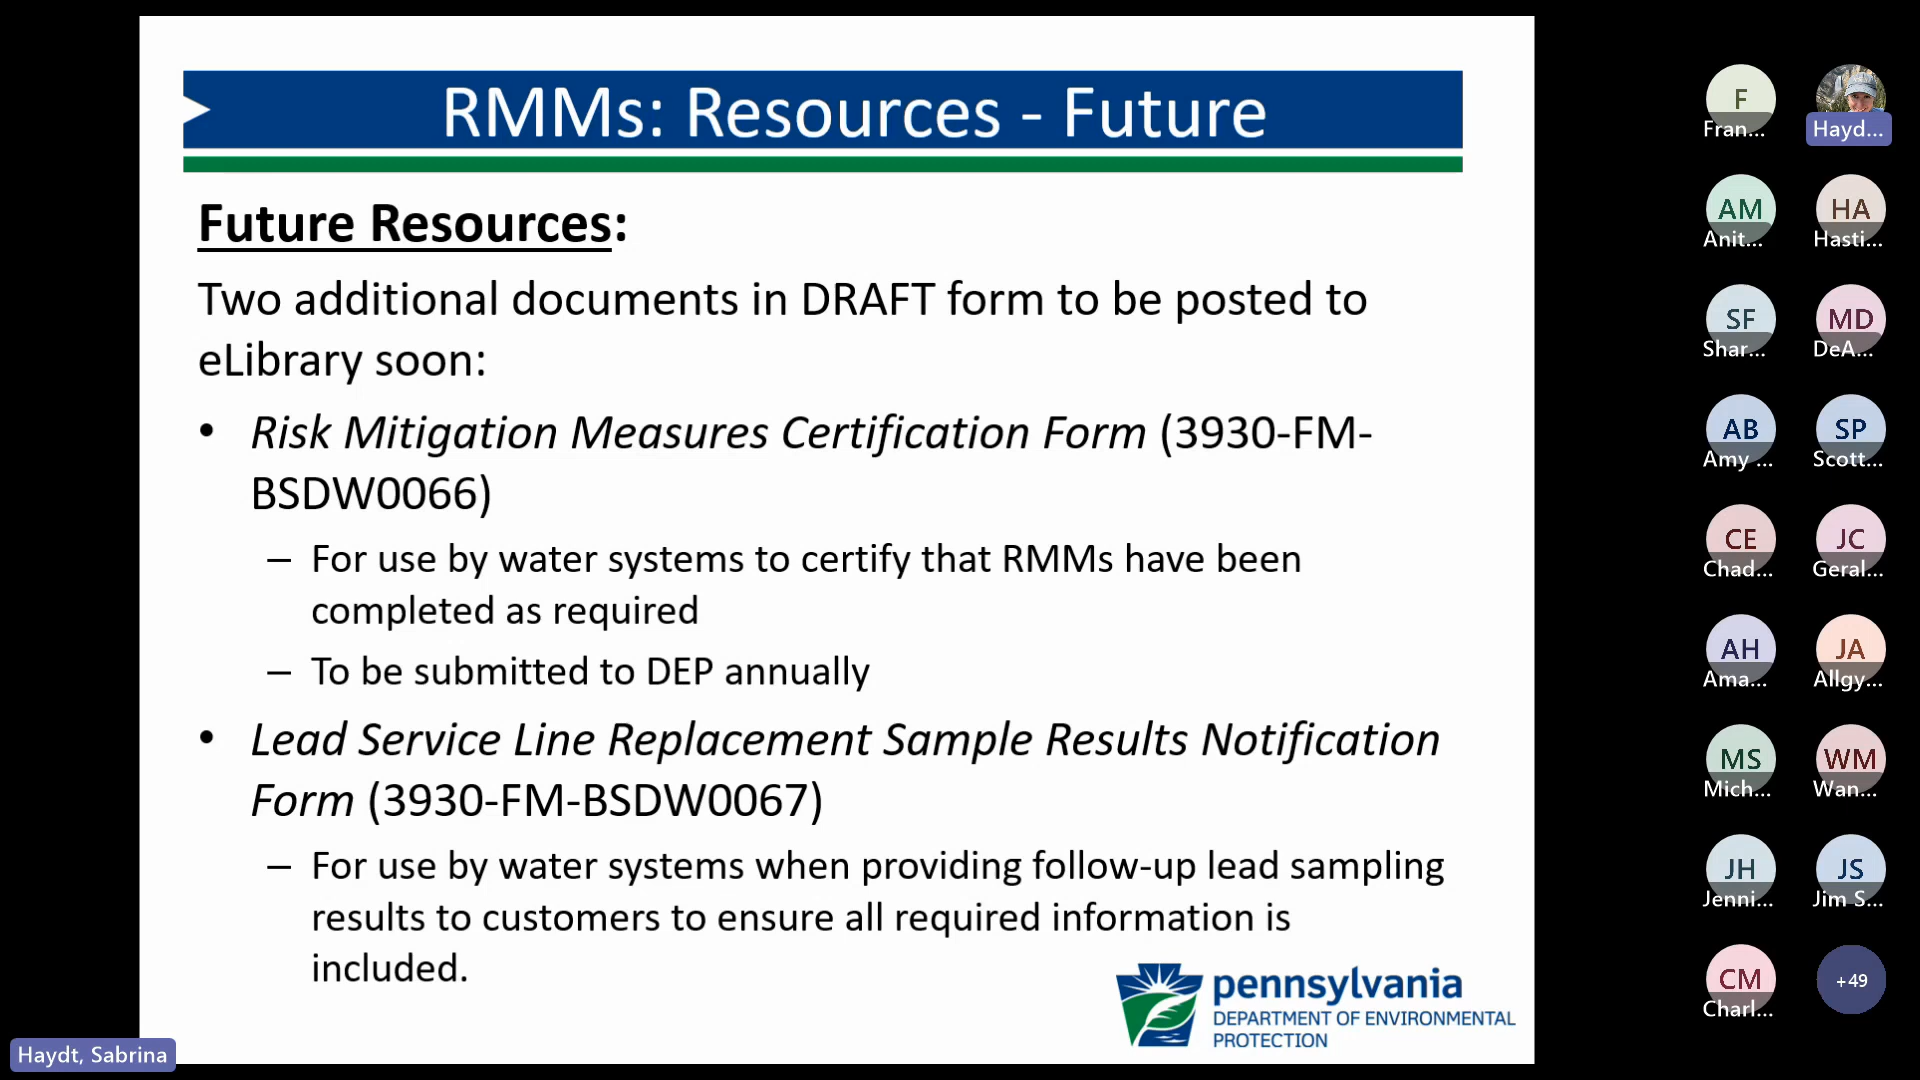 RMMs: Resources - Future
Future Resources:
Two additional documents in DRAFT form to be posted to
eLibrary soon:
• Risk Mitigation Measures Certification Form (3930-FM-
BSDW0066)
– For use by water systems to certify that RMMs have been
completed as required
– To be submitted to DEP annually
• Lead Service Line Replacement Sample Results Notification
Form (3930-FM-BSDW0067)
– For use by water systems when providing follow-up lead sampling
results to customers to ensure all required information is
included.
pennsylvania
DEPARTMENT OF ENVIRONMENTAL
PROTECTION
Haydt, Sabrina
F
Fran...
Hayd...
AM
Anit...
HA
Hasti...
SF
Shar...
MD
DeA...
AB
Amy ...
SP
Scott...
CE
Chad...
JC
Geral...
AH
Ama...
JA
Allgy...
MS
Mich...
WM
Wan...
JH
Jenni...
JS
Jim S...
CM
Charl...
+49